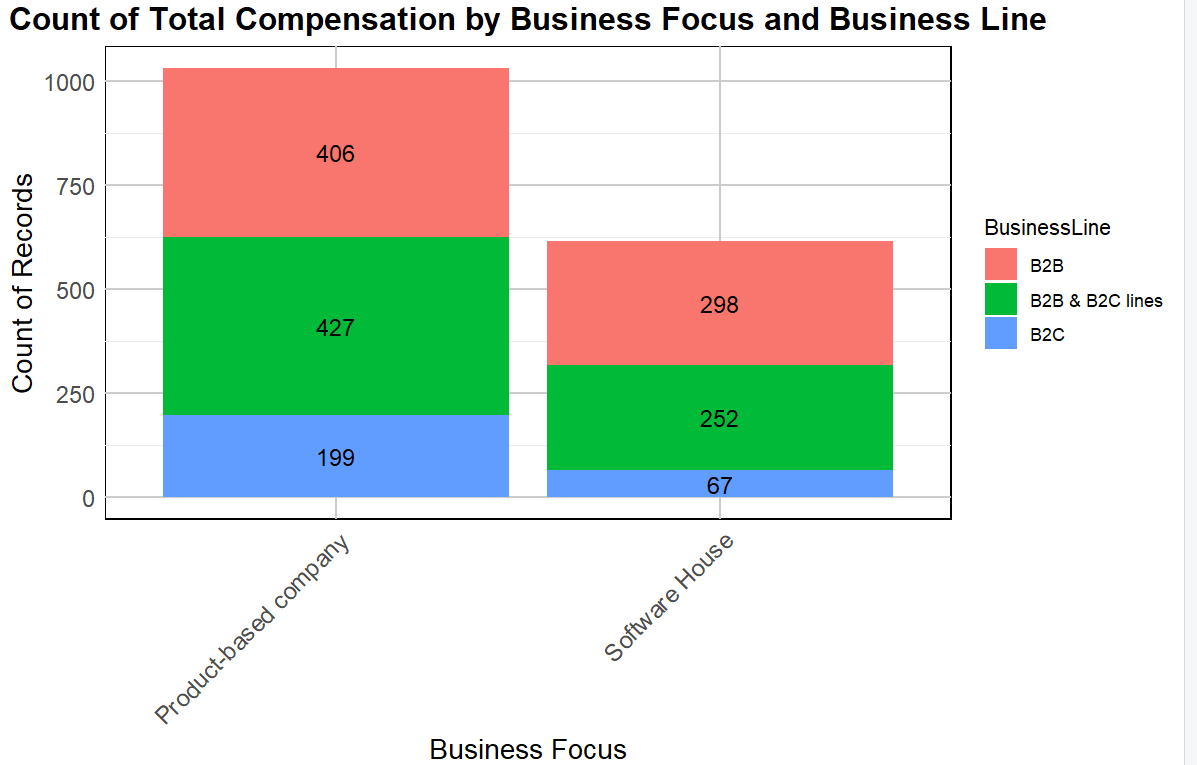 Count of Total Compensation by Business Focus and Business Line
Count of Records
1000
750
500
250
0
406
427
199
298
252
67
Product-based company
Software House
Business Focus
BusinessLine
B2B
B2B & B2C lines
B2C